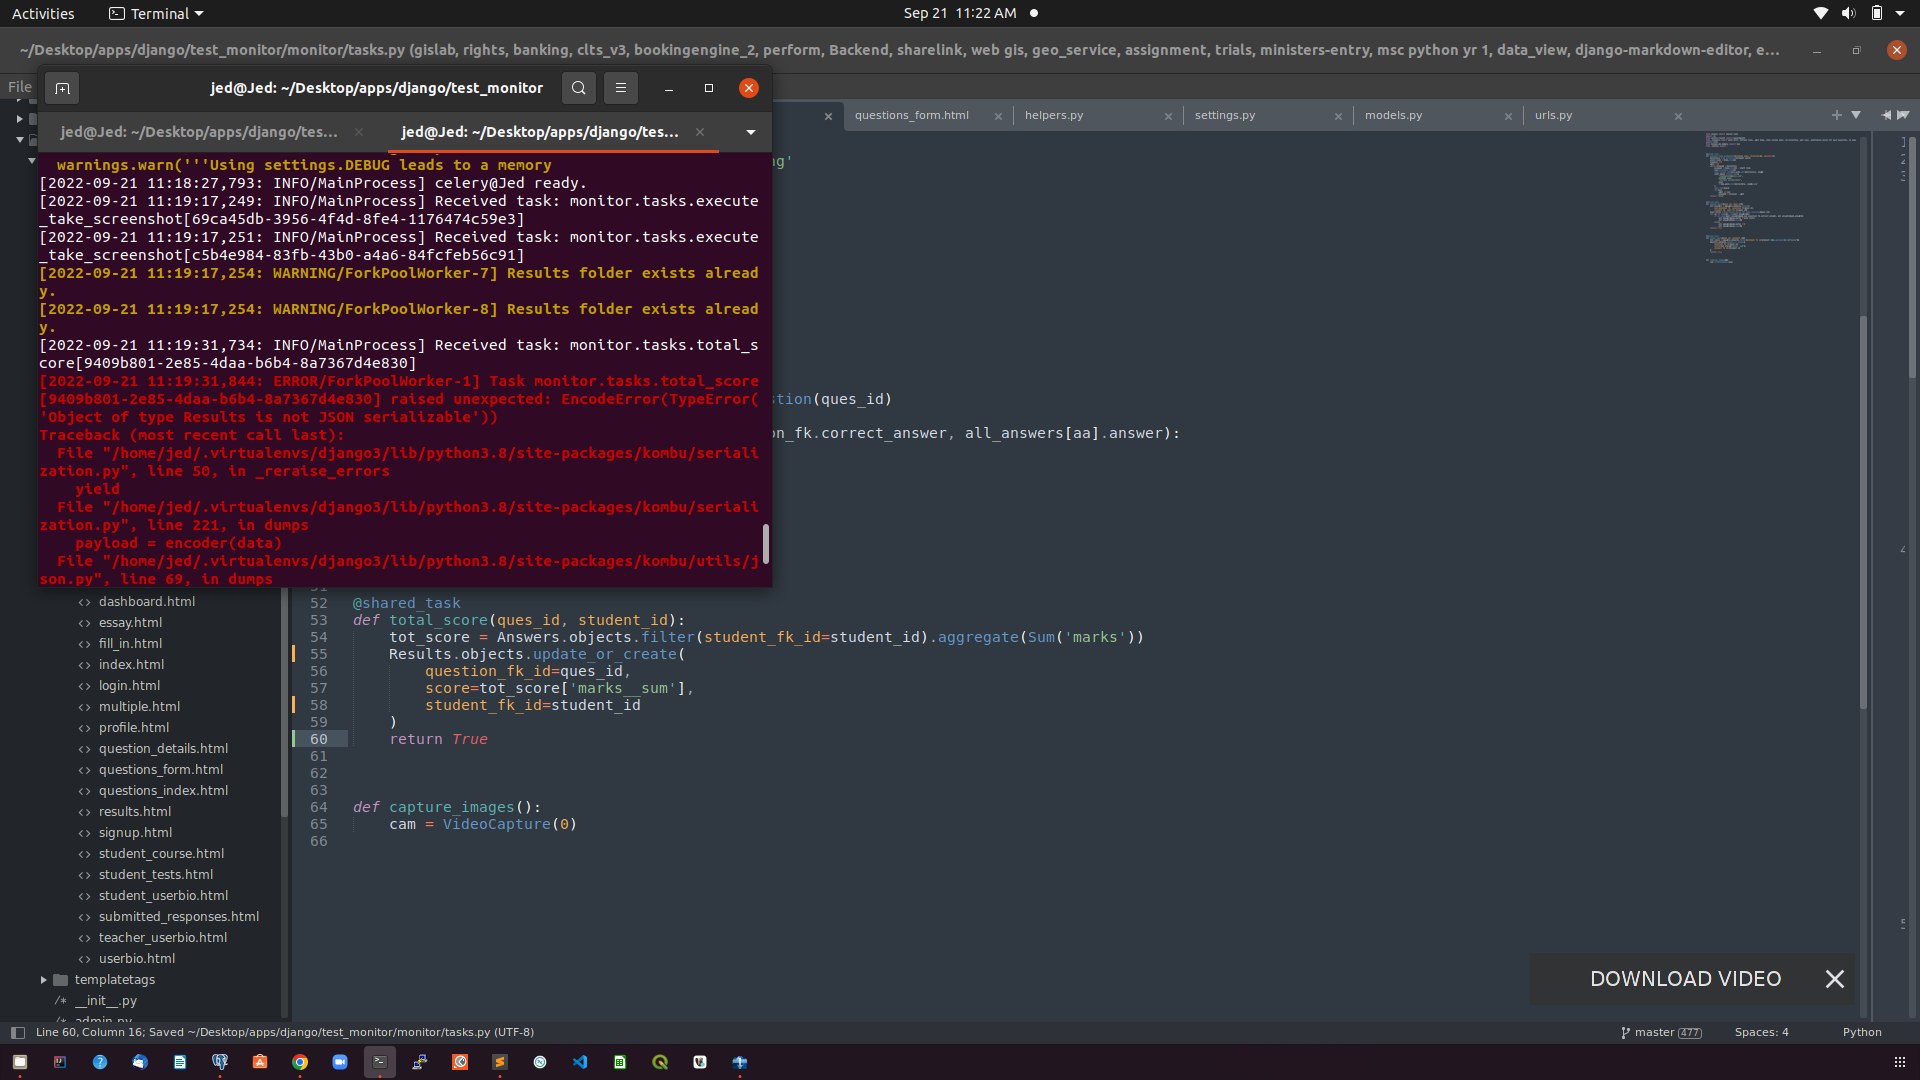 Activities
Terminal
Sep 21 11:22 AM
~/Desktop/apps/django/test_monitor/monitor/tasks.py (gislab, rights, banking, clts_v3, bookingengine_2, perform, Backend, sharelink, web gis, geo_service, assignment, trials, ministers-entry, msc python yr 1, data_view, django-markdown-editor, e...
File
jed@Jed: ~/Desktop/apps/django/test_monitor
jed@Jed: ~/Desktop/apps/django/tes...
jed@Jed: ~/Desktop/apps/django/tes...
questions_form.html
helpers.py
settings.py
models.py
urls.py
warnings.warn('''Using settings.DEBUG leads to a memory
[2022-09-21 11:18:27,793: INFO/MainProcess] celery@Jed ready.
[2022-09-21 11:19:17,249: INFO/MainProcess] Received task: monitor.tasks.execute
_take_screenshot[69ca45db-3956-4f4d-8fe4-1176474c59e3]
[2022-09-21 11:19:17,251: INFO/MainProcess] Received task: monitor.tasks.execute
_take_screenshot[c5b4e984-83fb-43b0-a4a6-84fcfeb56c91]
[2022-09-21 11:19:17,254: WARNING/ForkPoolWorker-7] Results folder exists alread
y.
[2022-09-21 11:19:17,254: WARNING/ForkPoolWorker-8] Results folder exists alread
y.
[2022-09-21 11:19:31,734: INFO/MainProcess] Received task: monitor.tasks.total_s
core[9409b801-2e85-4daa-b6b4-8a7367d4e830]
[2022-09-21 11:19:31,844: ERROR/ForkPoolWorker-1] Task monitor.tasks.total_score
[9409b801-2e85-4daa-b6b4-8a7367d4e830] raised unexpected: EncodeError(TypeError(
'Object of type Results is not JSON serializable'))
Traceback (most recent call last):
File "/home/jed/.virtualenvs/django3/lib/python3.8/site-packages/kombu/seriali
zation.py", line 50, in _reraise_errors
yield
File "/home/jed/.virtualenvs/django3/lib/python3.8/site-packages/kombu/seriali
zation.py", line 221, in dumps
payload = encoder(data)
File "/home/jed/.virtualenvs/django3/lib/python3.8/site-packages/kombu/utils/j
son.py", line 69, in dumps
g'
stion(ques_id)
on_fk.correct_answer, all_answers[aa].answer):
51
52 @shared_task
53 def total_score(ques_id, student_id):
54 tot_score = Answers.objects.filter(student_fk_id=student_id).aggregate(Sum('marks'))
55 Results.objects.update_or_create(
56 question_fk_id=ques_id,
57 score=tot_score['marks__sum'],
58 student_fk_id=student_id
59 )
60 return True
61
62
63
64 def capture_images():
65 cam = VideoCapture(0)
66
dashboard.html
essay.html
fill_in.html
index.html
login.html
multiple.html
profile.html
question_details.html
questions_form.html
questions_index.html
results.html
signup.html
student_course.html
student_tests.html
student_userbio.html
submitted_responses.html
teacher_userbio.html
userbio.html
templatetags
/* __init__.py
/* admin.py
DOWNLOAD VIDEO
Line 60, Column 16; Saved ~/Desktop/apps/django/test_monitor/monitor/tasks.py (UTF-8)
master 477
Spaces: 4
Python